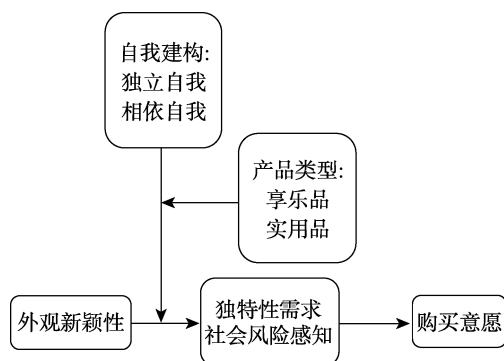 自我建构:
独立自我
相依自我
产品类型:
享乐品
实用品
外观新颖性
独特性需求
社会风险感知
购买意愿